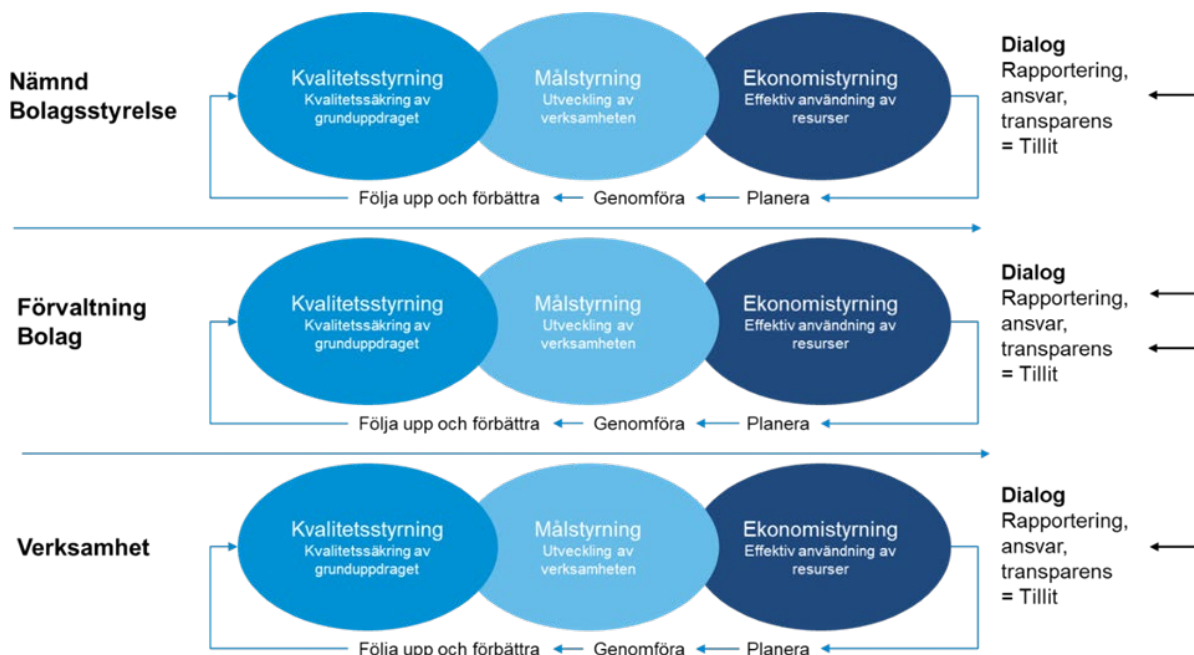 Nämnd
Bolagsstyrelse
Kvalitetsstyrning
Kvalitetssäkring av
grunduppdraget
Målstyrning
Utveckling av
verksamheten
Ekonomistyrning
Effektiv användning av
resurser
Dialog
Rapportering,
ansvar,
transparens
= Tillit
Följa upp och förbättra
Genomföra
Planera
Förvaltning
Bolag
Kvalitetsstyrning
Kvalitetssäkring av
grunduppdraget
Målstyrning
Utveckling av
verksamheten
Ekonomistyrning
Effektiv användning av
resurser
Dialog
Rapportering,
ansvar,
transparens
= Tillit
Följa upp och förbättra
Genomföra
Planera
Verksamhet
Kvalitetsstyrning
Kvalitetssäkring av
grunduppdraget
Målstyrning
Utveckling av
verksamheten
Ekonomistyrning
Effektiv användning av
resurser
Dialog
Rapportering,
ansvar,
transparens
= Tillit
Följa upp och förbättra
Genomföra
Planera